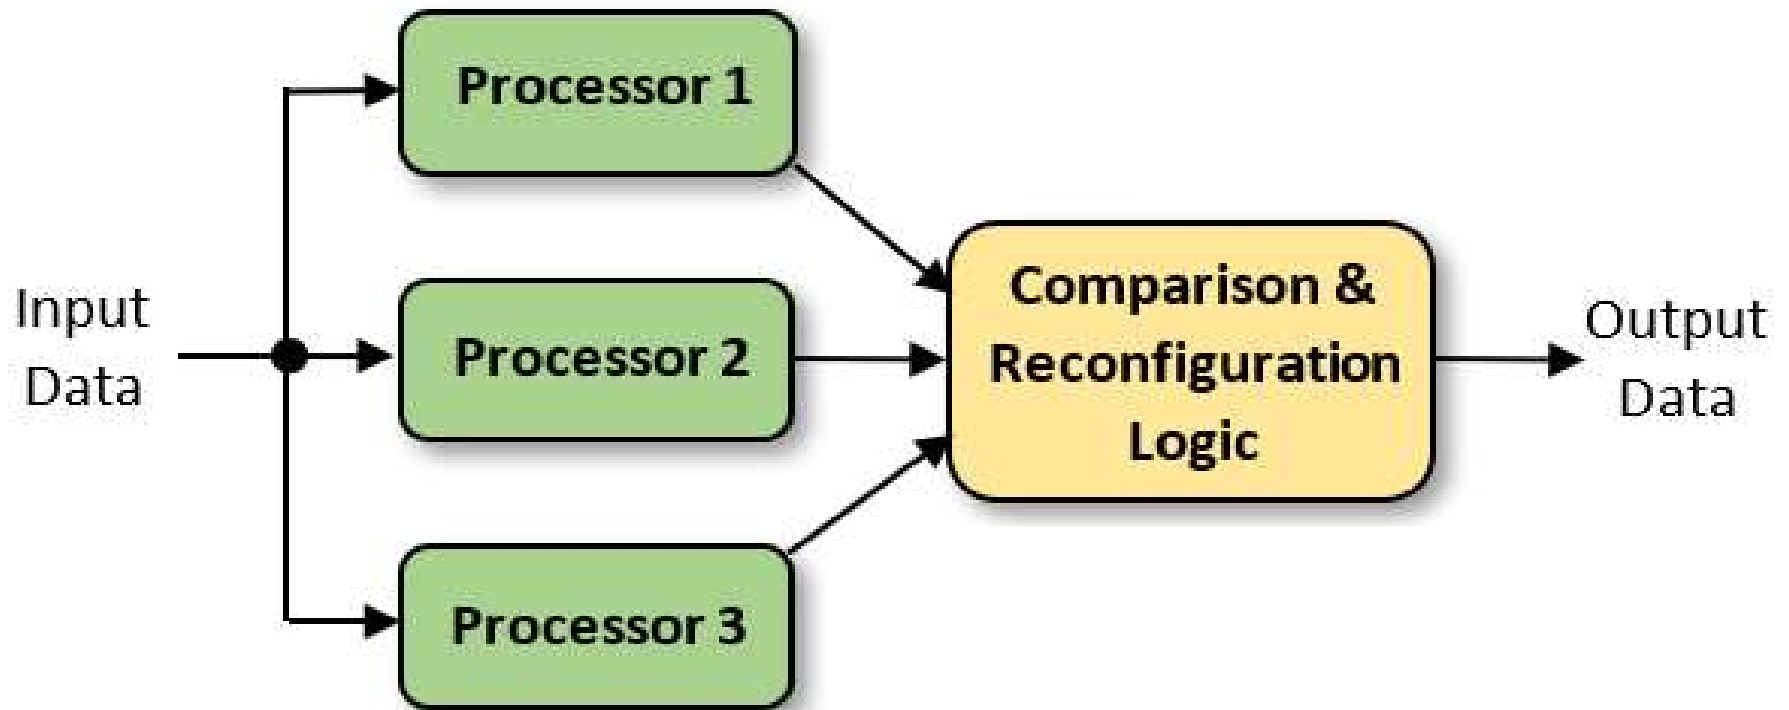 Input
Data
Processor 1
Processor 2
Processor 3
Comparison &
Reconfiguration
Logic
Output
Data